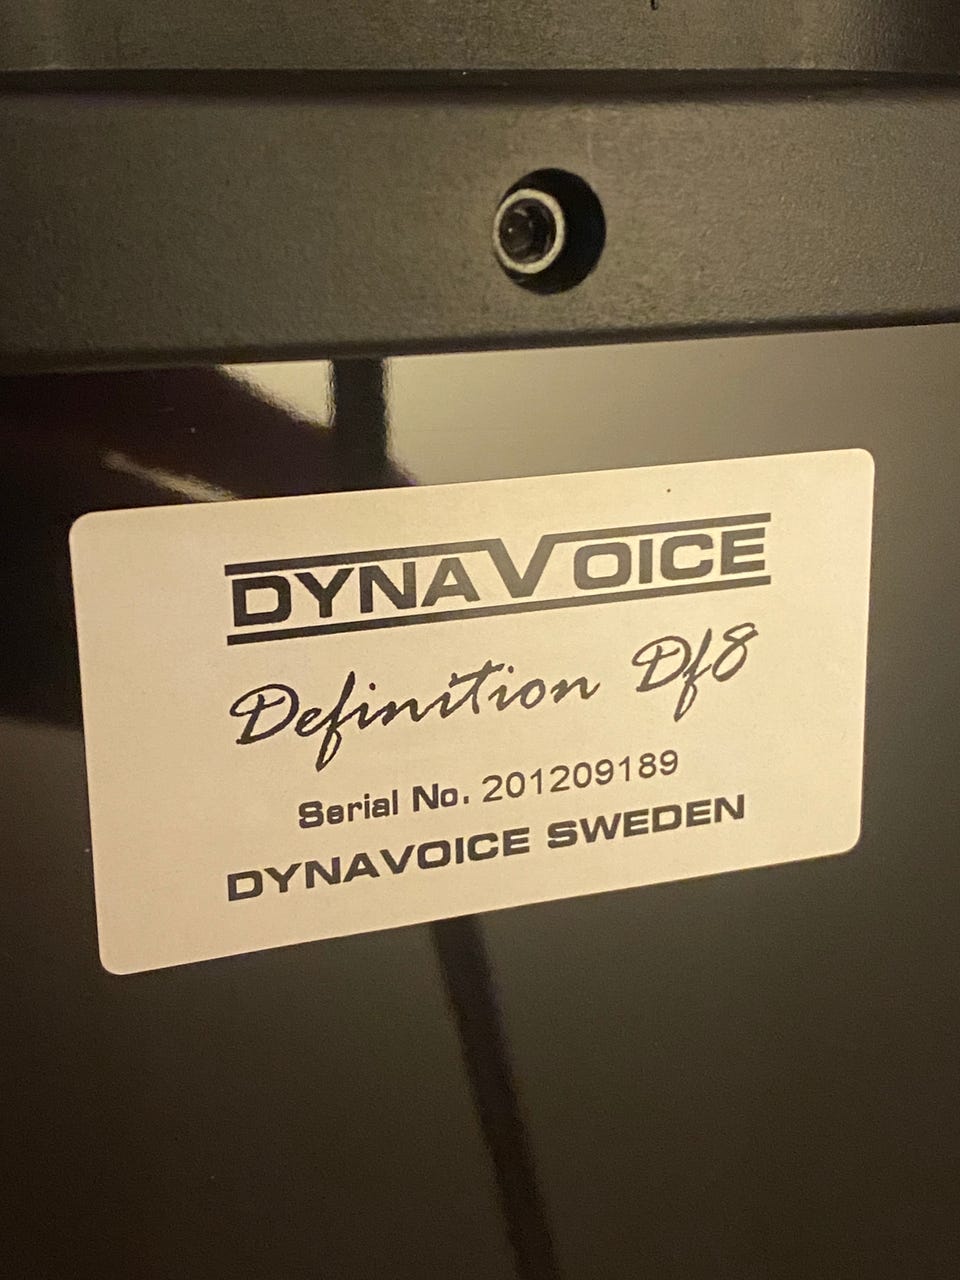 DYNAVOICE
Definition Df8
Serial No. 201209189
DYNAVOICE SWEDEN